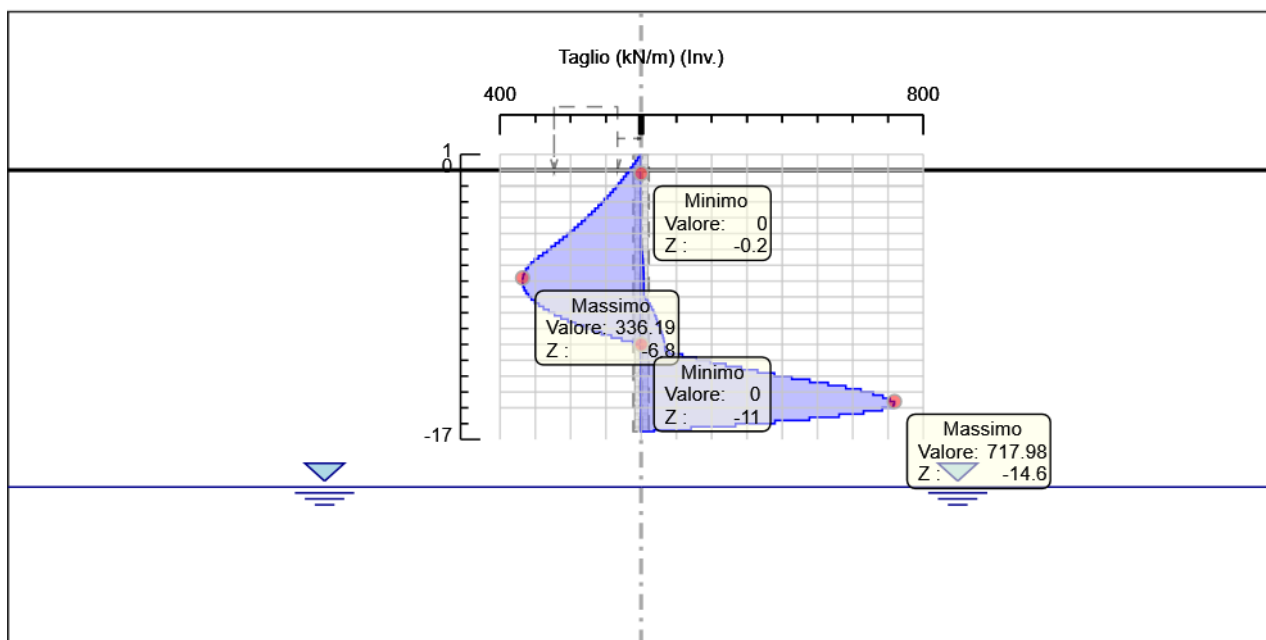 Taglio (kN/m) (Inv.)
400
800
1
0
Minimo
Valore: 0
Z : -0.2
Massimo
Valore: 336.19
Z : -6.8
Minimo
Valore: 0
Z : -11
-17
Massimo
Valore: 717.98
Z : -14.6